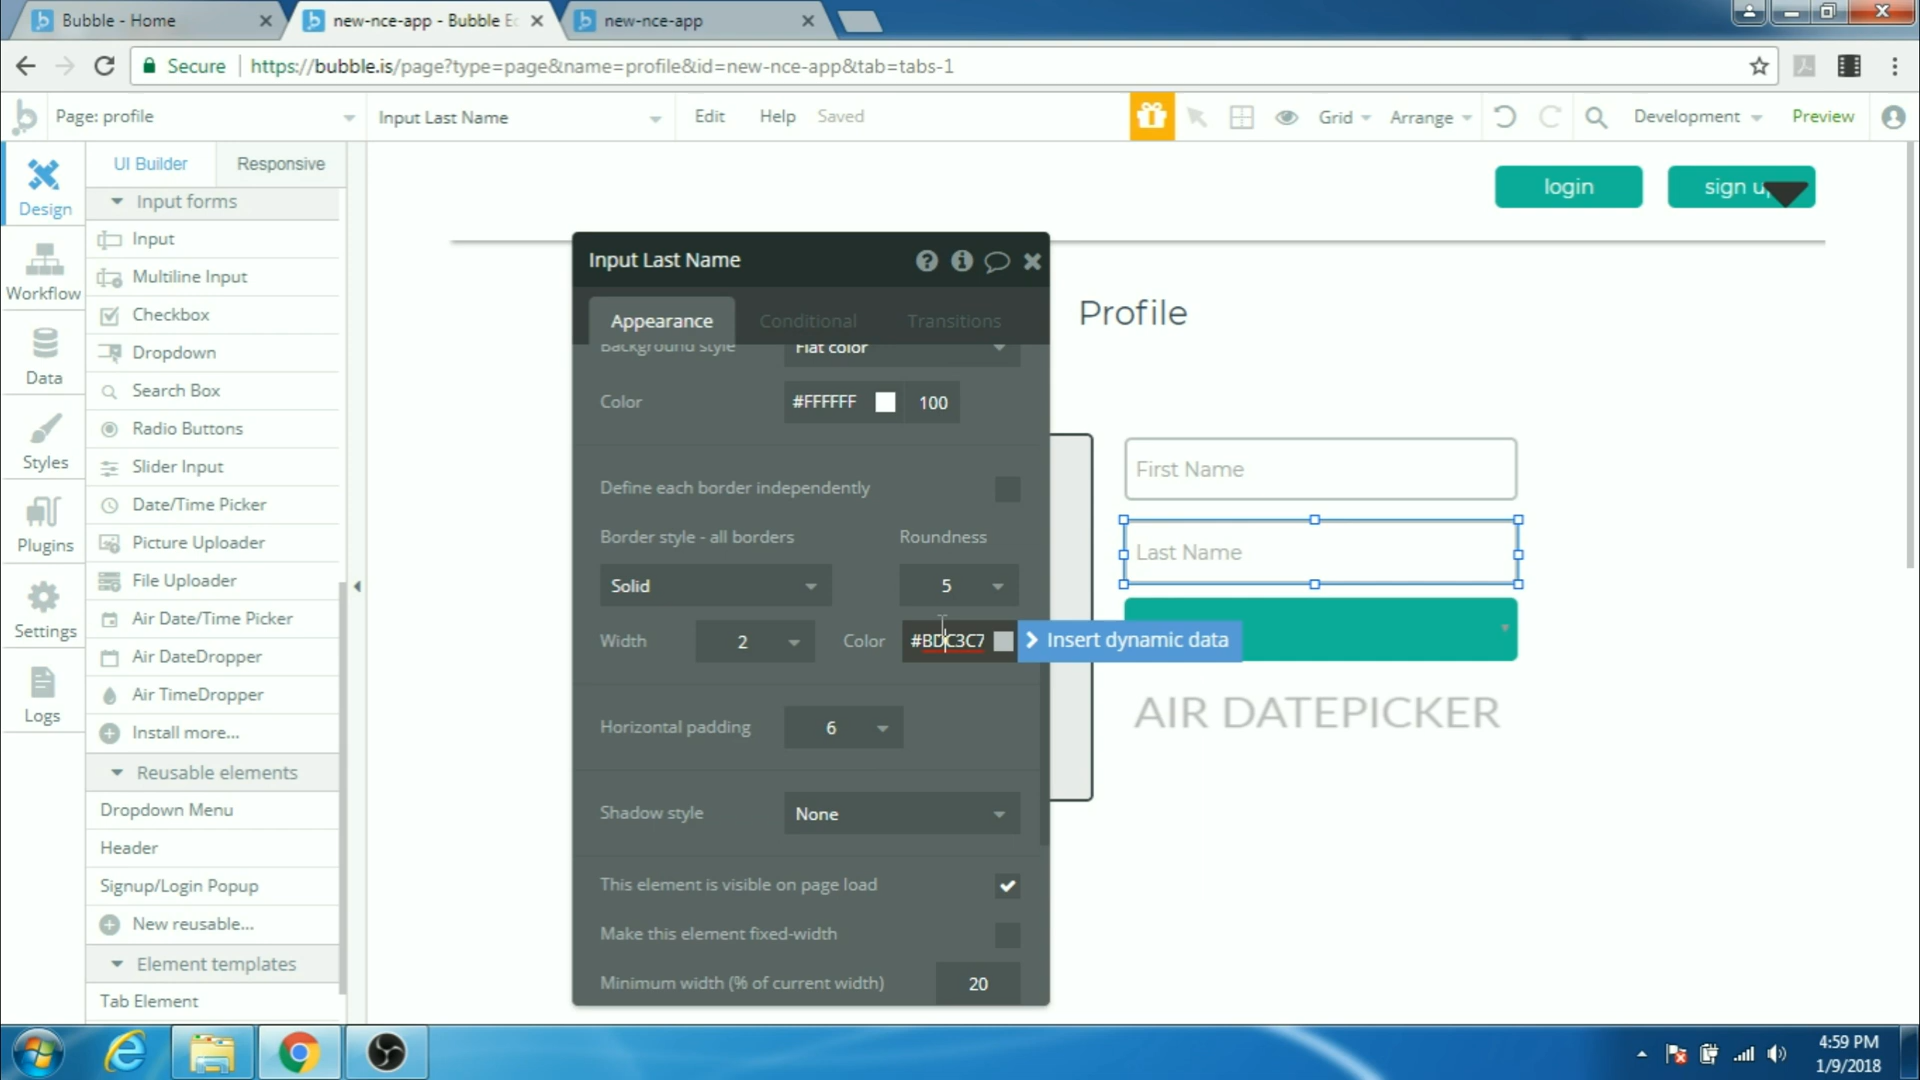 Bubble - Home
new-nce-app - Bubble Ed
new-nce-app
Secure
https://bubble.is/page?type=page&name=profile&id=new-nce-app&tab=tabs-1
Page: profile
Input Last Name
Edit
Help
Saved
Grid
Arrange
Development
Preview
Design
Workflow
Data
Styles
Plugins
Settings
Logs
UI Builder
Responsive
Input forms
Input
Multiline Input
Checkbox
Dropdown
Search Box
Radio Buttons
Slider Input
Date/Time Picker
Picture Uploader
File Uploader
Air Date/Time Picker
Air DateDropper
Air TimeDropper
Install more...
Reusable elements
Dropdown Menu
Header
Signup/Login Popup
New reusable...
Element templates
Tab Element
Input Last Name
Appearance
Conditional
Transitions
Background style
Flat color
Color
#FFFFFF
100
Define each border independently
Border style - all borders
Roundness
Solid
5
Width
2
Color
#BDC3C7
Insert dynamic data
Horizontal padding
6
Shadow style
None
This element is visible on page load
Make this element fixed-width
Minimum width (% of current width)
20
login
sign up
Profile
First Name
Last Name
AIR DATEPICKER
4:59 PM
1/9/2018